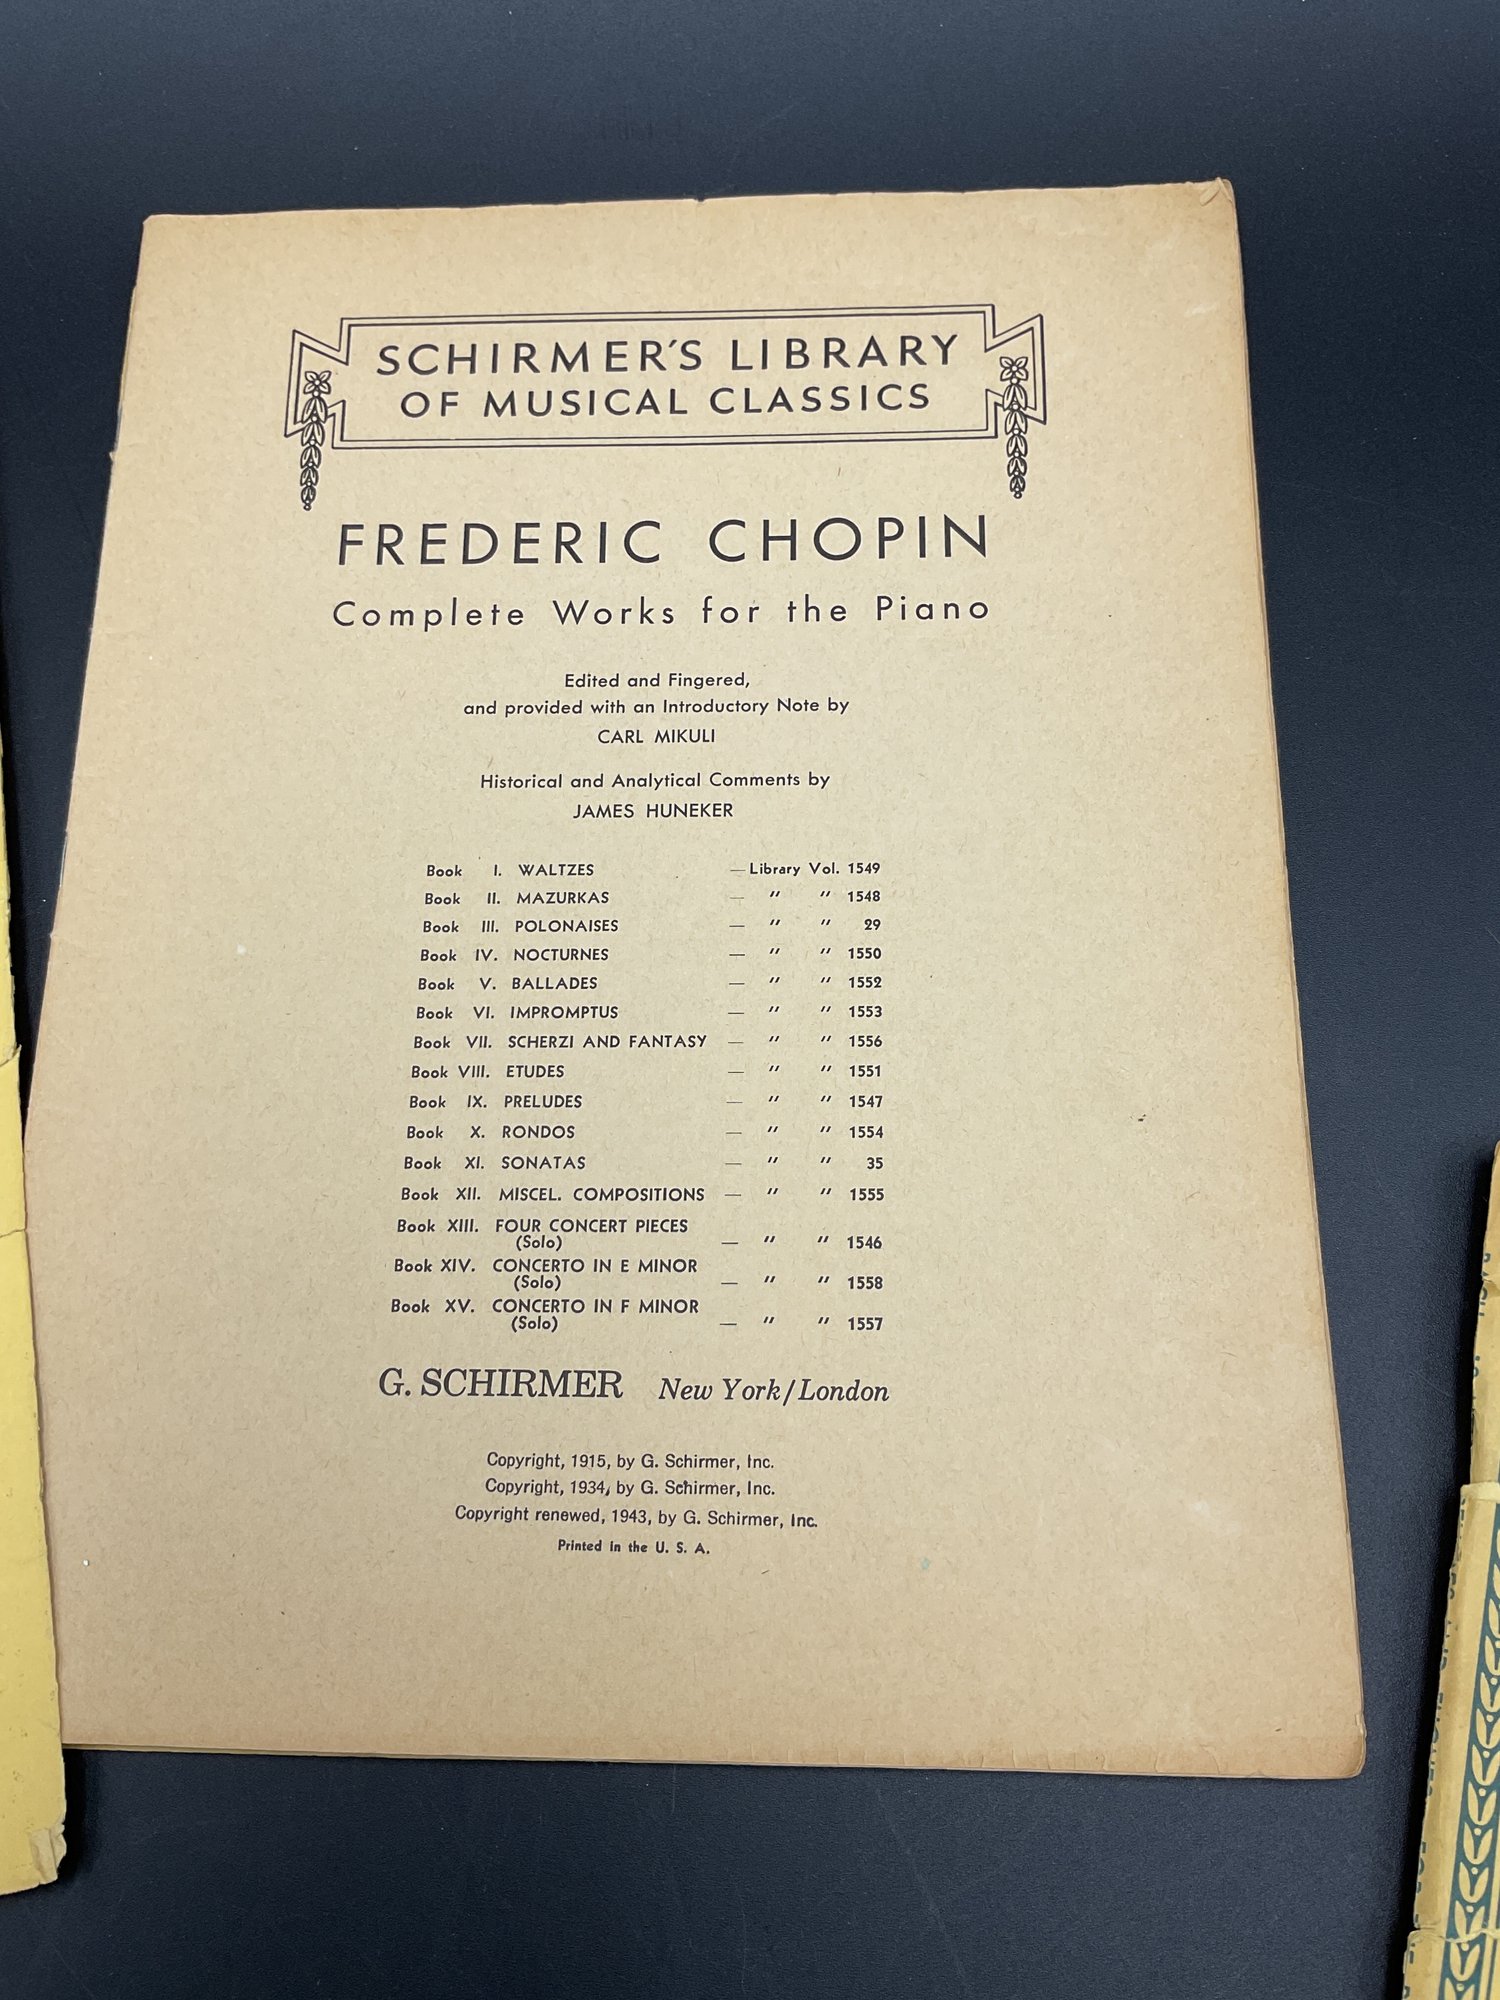 SCHIRMER'S LIBRARY
OF MUSICAL CLASSICS
FREDERIC CHOPIN
Complete Works for the Piano
Edited and Fingered,
and provided with an Introductory Note by
CARL MIKULI
Historical and Analytical Comments by
JAMES HUNEKER
Book I. WALTZES — Library Vol. 1549
Book II. MAZURKAS — " " 1548
Book III. POLONAISES — " " 29
Book IV. NOCTURNES — " " 1550
Book V. BALLADES — " " 1552
Book VI. IMPROMPTUS — " " 1553
Book VII. SCHERZI AND FANTASY — " " 1556
Book VIII. ETUDES — " " 1551
Book IX. PRELUDES — " " 1547
Book X. RONDOS — " " 1554
Book XI. SONATAS — " " 35
Book XII. MISCEL. COMPOSITIONS — " " 1555
Book XIII. FOUR CONCERT PIECES
(Solo) — " " 1546
Book XIV. CONCERTO IN E MINOR
(Solo) — " " 1558
Book XV. CONCERTO IN F MINOR
(Solo) — " " 1557
G. SCHIRMER New York/London
Copyright, 1915, by G. Schirmer, Inc.
Copyright, 1934, by G. Schirmer, Inc.
Copyright renewed, 1943, by G. Schirmer, Inc.
Printed in the U. S. A.